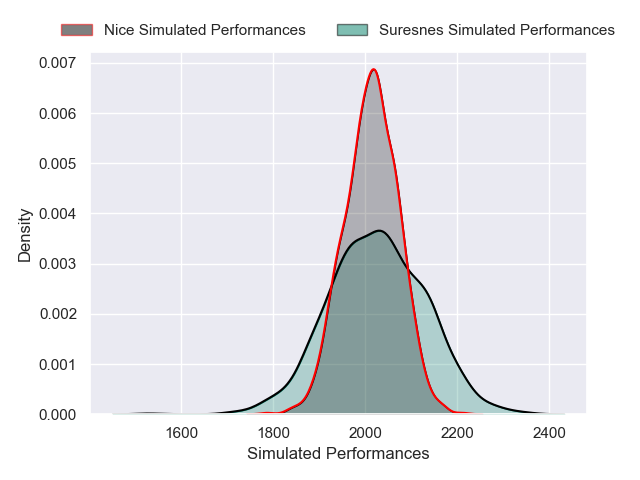 Nice Simulated Performances Suresnes Simulated Performances
0.007
0.006
0.005
0.004
0.003
0.002
0.001
0.000
Density
1600 1800 2000 2200 2400
Simulated Performances